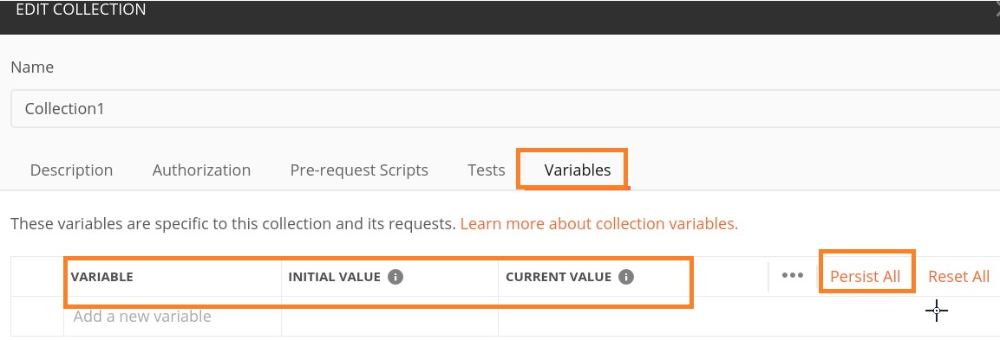 EDIT COLLECTION
Name
Collection1
Description Authorization Pre-request Scripts Tests Variables
These variables are specific to this collection and its requests. Learn more about collection variables.
VARIABLE INITIAL VALUE CURRENT VALUE ••• Persist All Reset All
Add a new variable